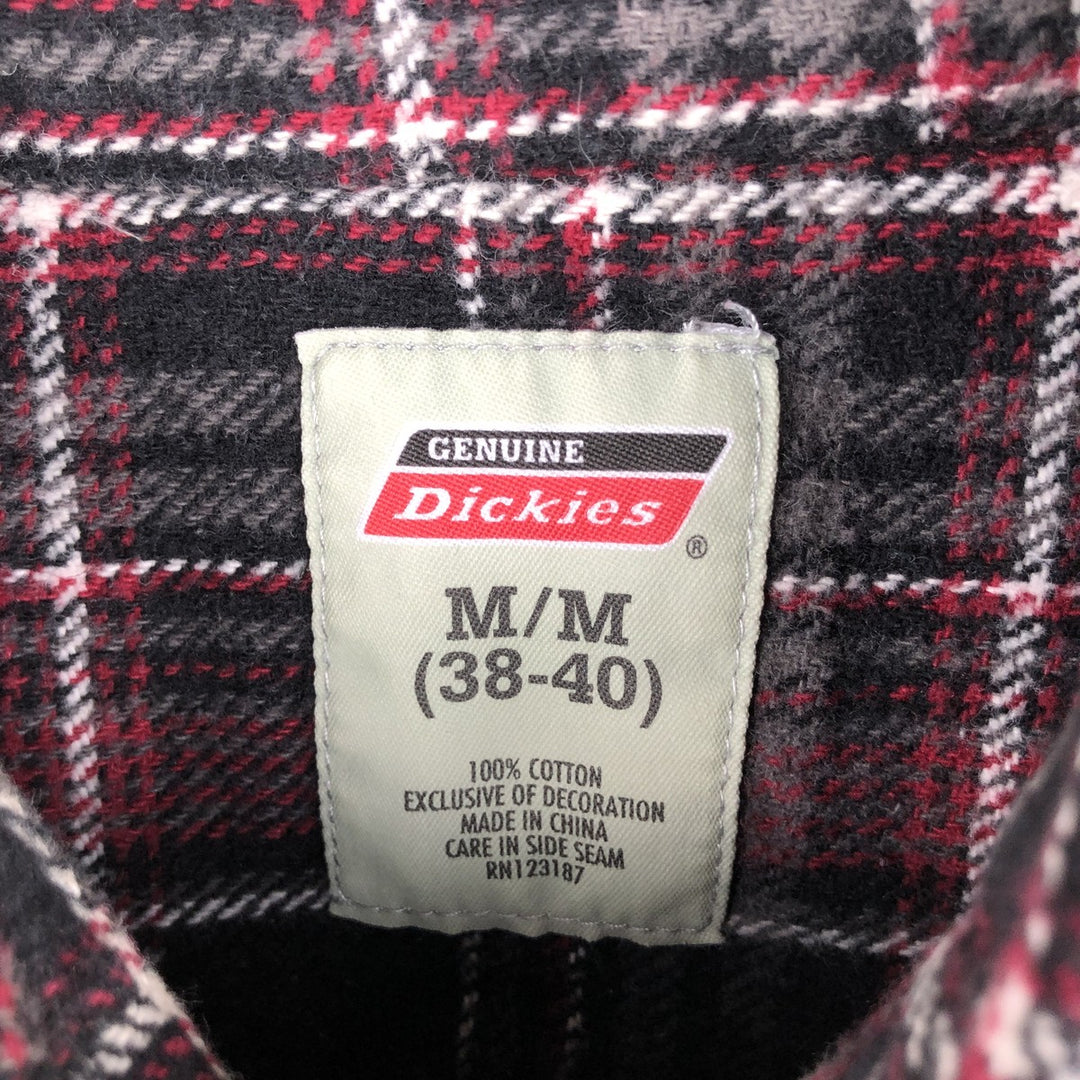 GENUINE
Dickies
®
M/M
(38-40)
100% COTTON
EXCLUSIVE OF DECORATION
MADE IN CHINA
CARE IN SIDE SEAM
RN123187